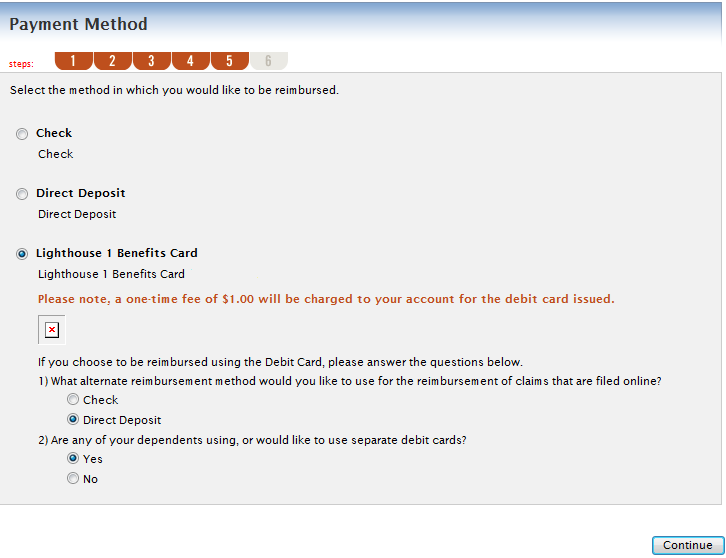 Payment Method
steps:
1 2 3 4 5 6
Select the method in which you would like to be reimbursed.
Check
Check
Direct Deposit
Direct Deposit
Lighthouse 1 Benefits Card
Lighthouse 1 Benefits Card
Please note, a one-time fee of $1.00 will be charged to your account for the debit card issued.
If you choose to be reimbursed using the Debit Card, please answer the questions below.
1) What alternate reimbursement method would you like to use for the reimbursement of claims that are filed online?
Check
Direct Deposit
2) Are any of your dependents using, or would like to use separate debit cards?
Yes
No
Continue